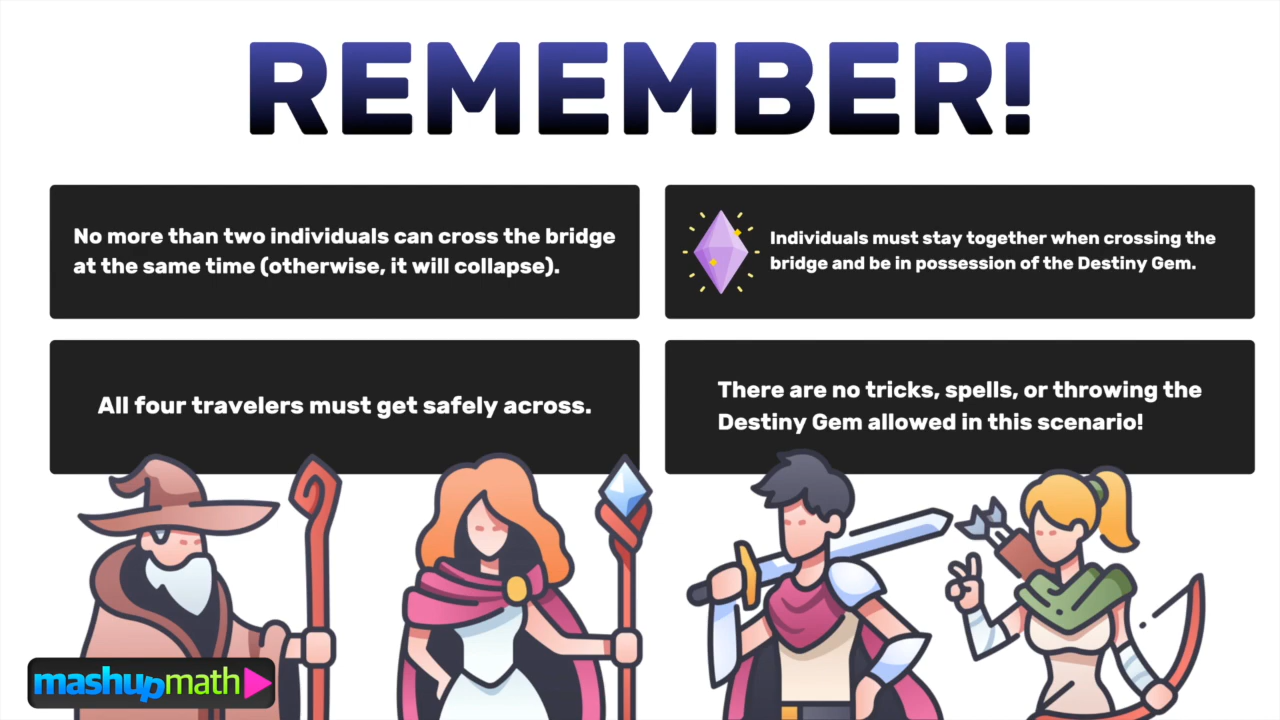 REMEMBER!
No more than two individuals can cross the bridge
at the same time (otherwise, it will collapse).
Individuals must stay together when crossing the
bridge and be in possession of the Destiny Gem.
All four travelers must get safely across.
There are no tricks, spells, or throwing the
Destiny Gem allowed in this scenario!
mashupmath